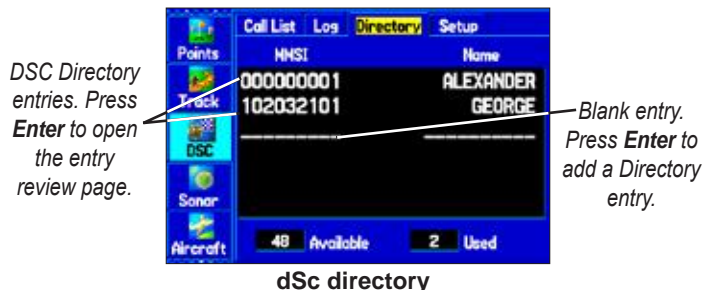 DSC Directory
entries. Press
Enter to open
the entry
review page.
Points
Track
DSC
Sonar
Aircraft
Call List Log Directory Setup
MMSI Name
000000001 ALEXANDER
102032101 GEORGE
_________ _________
48 Available 2 Used
Blank entry.
Press Enter to
add a Directory
entry.
dSc directory